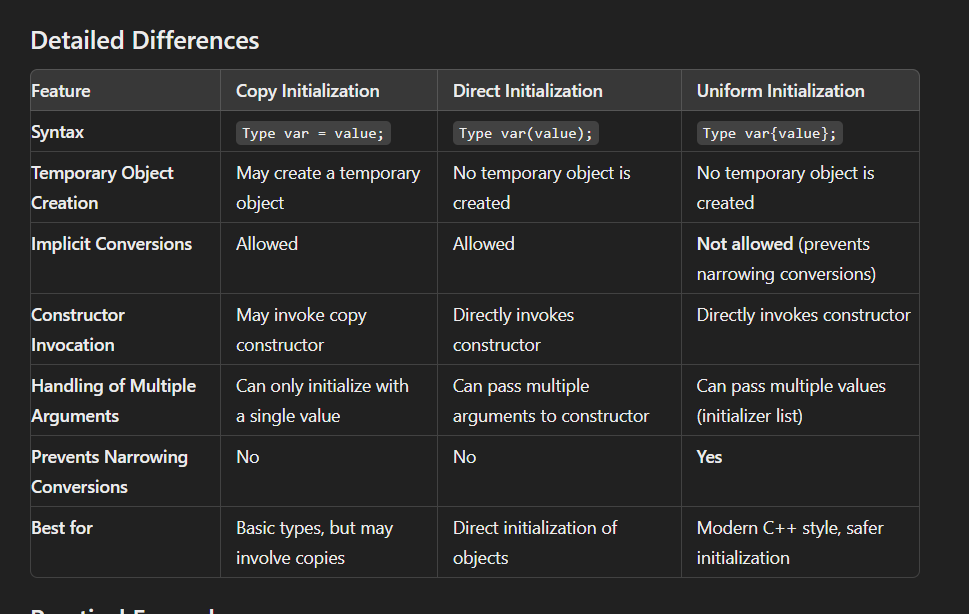 Detailed Differences
Feature Copy Initialization Direct Initialization Uniform Initialization
Syntax Type var = value; Type var(value); Type var{value};
Temporary Object May create a temporary No temporary object is No temporary object is
Creation object created created
Implicit Conversions Allowed Allowed Not allowed (prevents
narrowing conversions)
Constructor May invoke copy Directly invokes Directly invokes constructor
Invocation constructor constructor
Handling of Multiple Can only initialize with Can pass multiple Can pass multiple values
Arguments a single value arguments to constructor (initializer list)
Prevents Narrowing No No Yes
Conversions
Best for Basic types, but may Direct initialization of Modern C++ style, safer
involve copies objects initialization